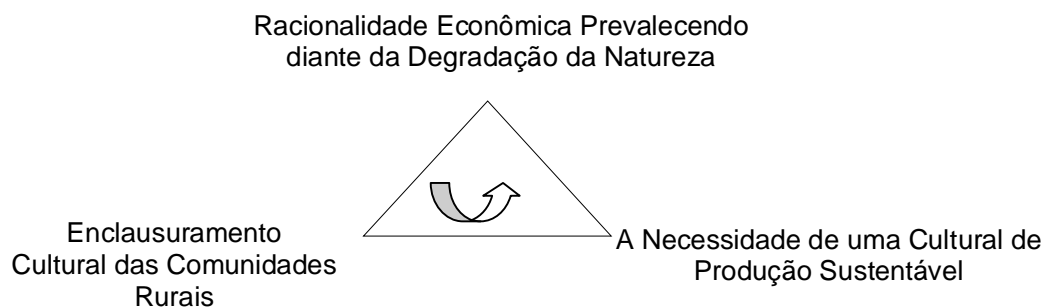 Racionalidade Econômica Prevalecendo
diante da Degradação da Natureza
Enclausuramento
Cultural das Comunidades
Rurais
A Necessidade de uma Cultural de
Produção Sustentável